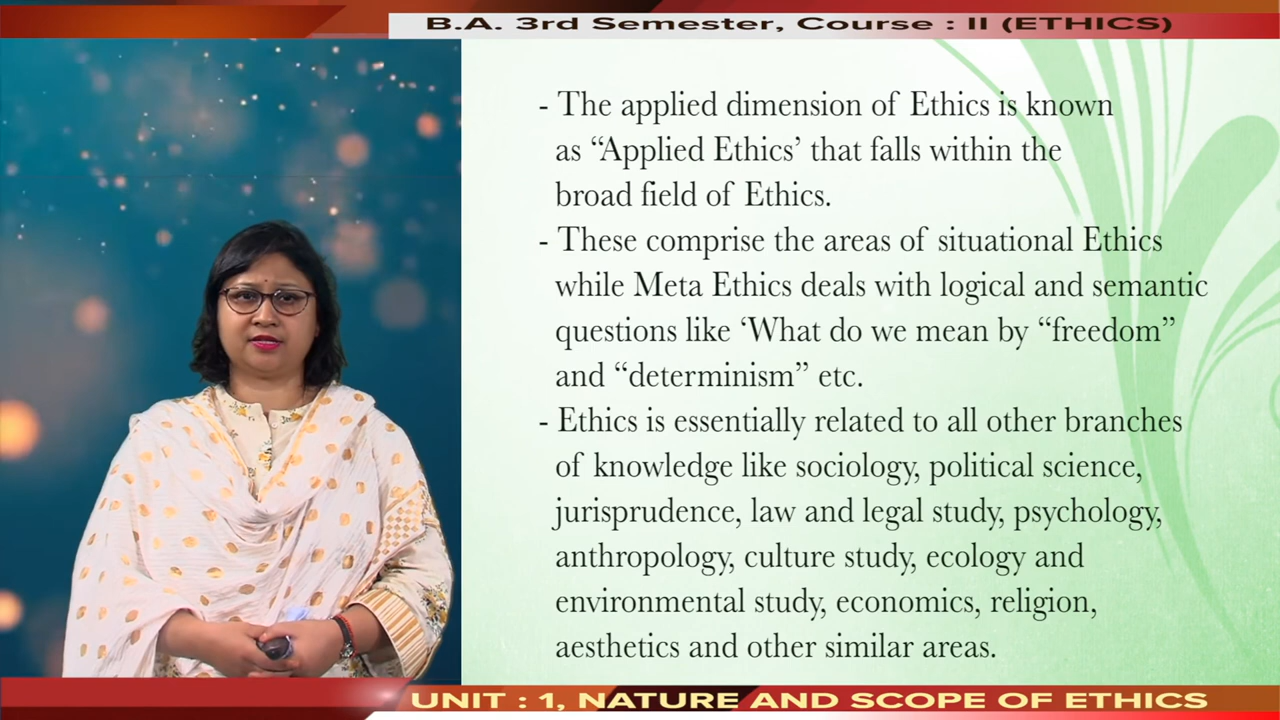 B.A. 3rd Semester, Course : II (ETHICS)
- The applied dimension of Ethics is known
as “Applied Ethics’ that falls within the
broad field of Ethics.
- These comprise the areas of situational Ethics
while Meta Ethics deals with logical and semantic
questions like ‘What do we mean by “freedom”
and “determinism” etc.
- Ethics is essentially related to all other branches
of knowledge like sociology, political science,
jurisprudence, law and legal study, psychology,
anthropology, culture study, ecology and
environmental study, economics, religion,
aesthetics and other similar areas.
UNIT : 1, NATURE AND SCOPE OF ETHICS